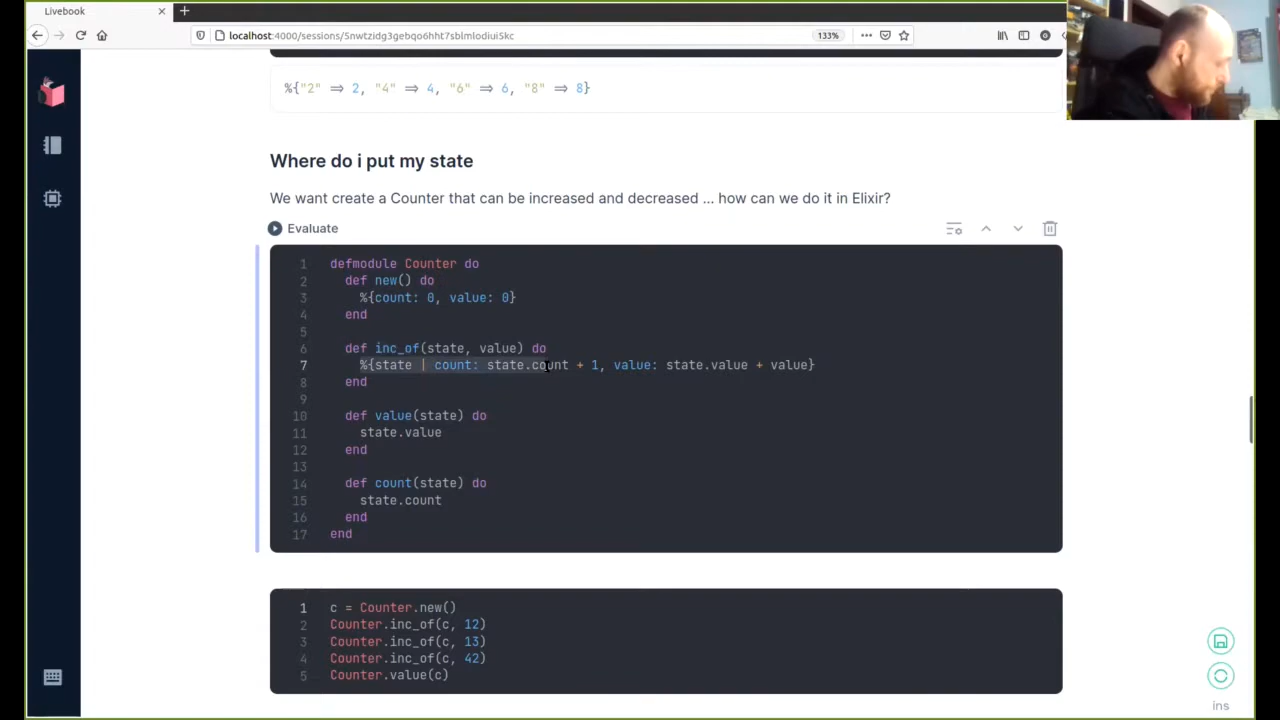 Livebook
localhost:4000/sessions/5nwtzidg3gebqo6hht7sblmlodiui5kc
133%
%{"2" => 2, "4" => 4, "6" => 6, "8" => 8}
Where do i put my state
We want create a Counter that can be increased and decreased ... how can we do it in Elixir?
Evaluate
1 defmodule Counter do
2 def new() do
3 %{count: 0, value: 0}
4 end
5
6 def inc_of(state, value) do
7 %{state | count: state.count + 1, value: state.value + value}
8 end
9
10 def value(state) do
11 state.value
12 end
13
14 def count(state) do
15 state.count
16 end
17 end
1 c = Counter.new()
2 Counter.inc_of(c, 12)
3 Counter.inc_of(c, 13)
4 Counter.inc_of(c, 42)
5 Counter.value(c)
ins